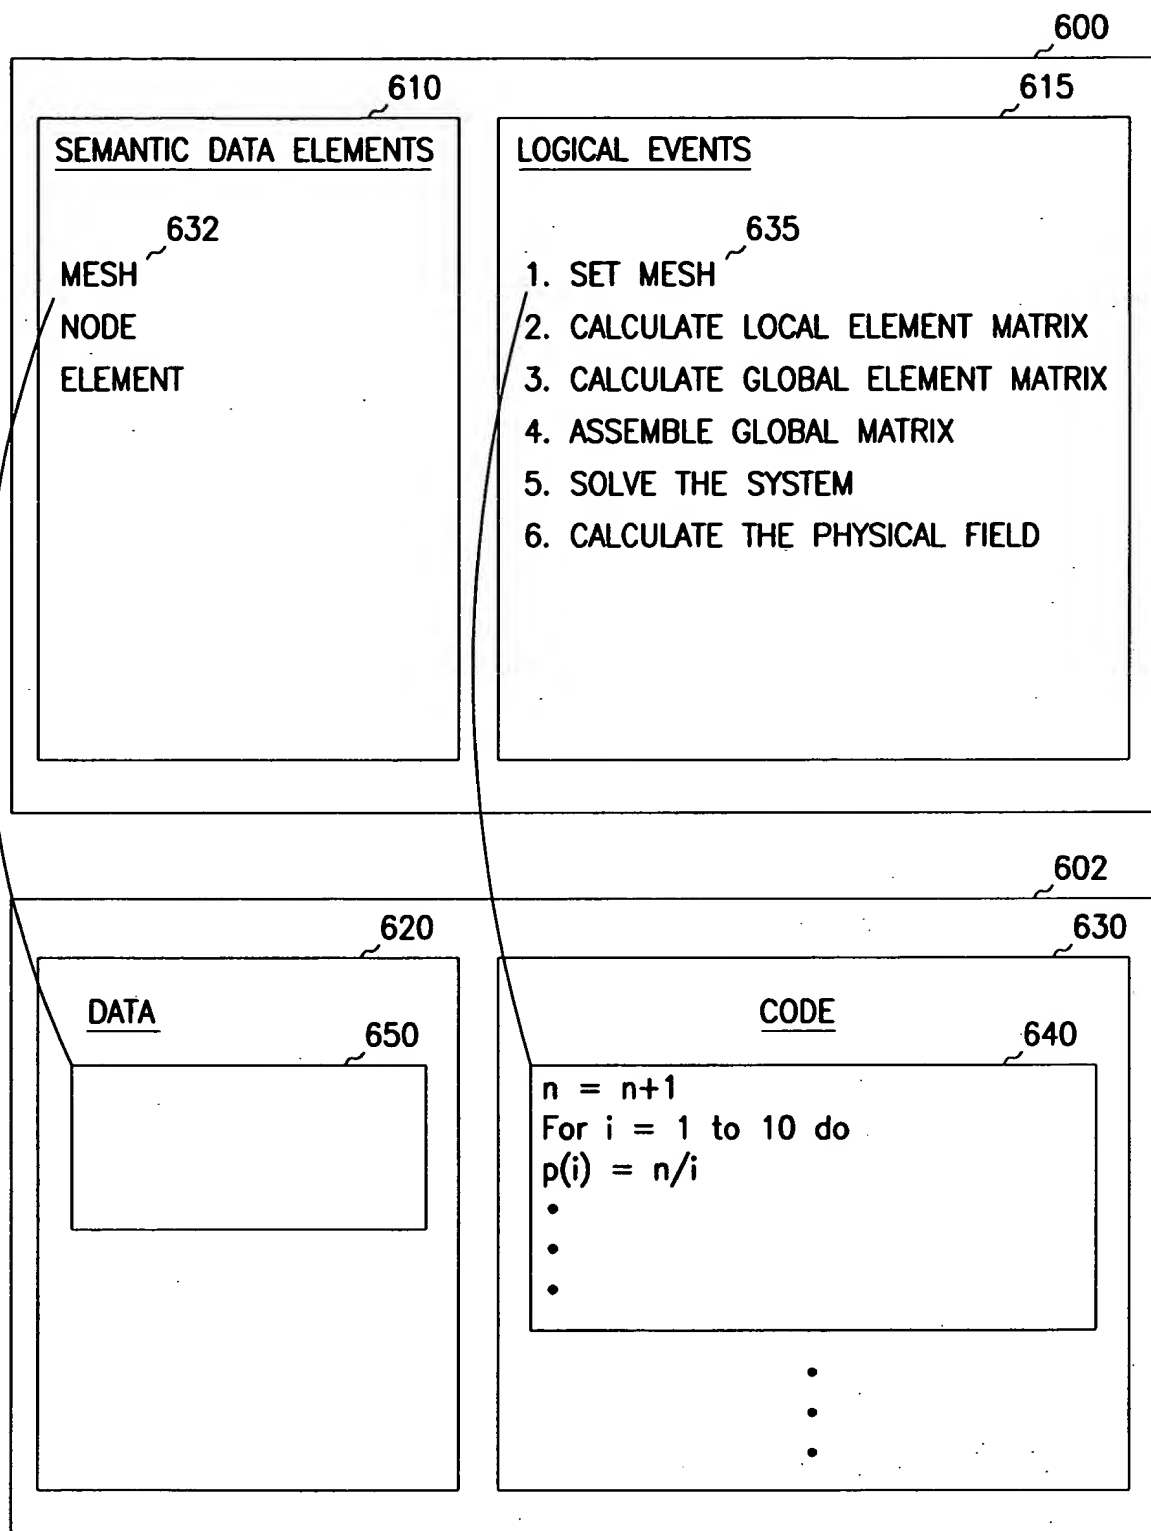 600
610
615
SEMANTIC DATA ELEMENTS
LOGICAL EVENTS
632
635
MESH
NODE
ELEMENT
1. SET MESH
2. CALCULATE LOCAL ELEMENT MATRIX
3. CALCULATE GLOBAL ELEMENT MATRIX
4. ASSEMBLE GLOBAL MATRIX
5. SOLVE THE SYSTEM
6. CALCULATE THE PHYSICAL FIELD
602
620
630
DATA
CODE
650
640
n = n+1
For i = 1 to 10 do
p(i) = n/i